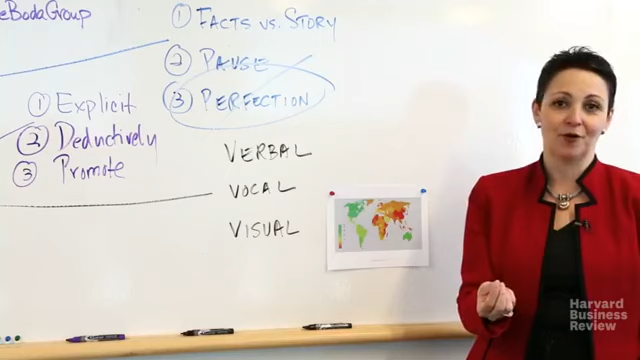 eBodaGroup
① FACTS VS. STORY
② PAUSE
③ PERFECTION
① Explicit
② Deductively
③ Promote
VERBAL
VOCAL
VISUAL
Harvard
Business
Review